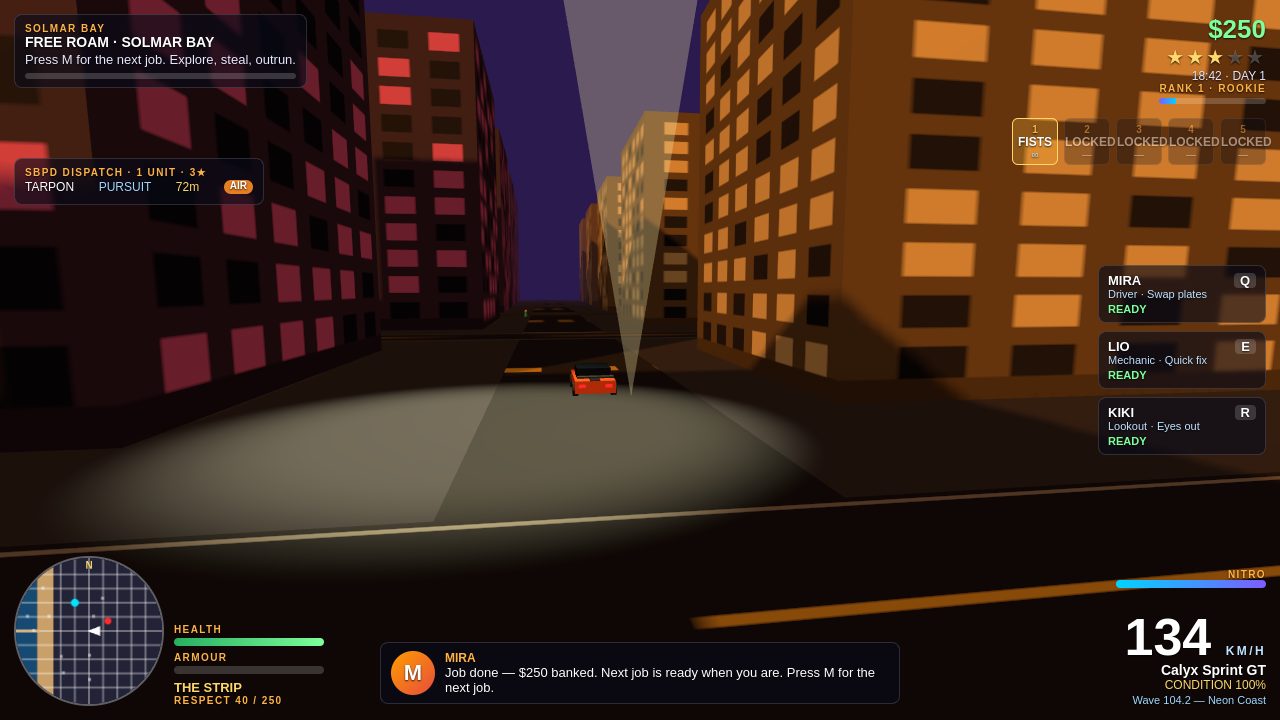 SOLMAR BAY
FREE ROAM · SOLMAR BAY
Press M for the next job. Explore, steal, outrun.
$250
★★★★★
18:42 · DAY 1
RANK 1 · ROOKIE
1 2 3 4 5
FISTS LOCKED LOCKED LOCKED LOCKED
∞ — — — —
SBPD DISPATCH · 1 UNIT · 3★
TARPON PURSUIT 72m AIR
MIRA Q
Driver · Swap plates
READY
LIO E
Mechanic · Quick fix
READY
KIKI R
Lookout · Eyes out
READY
N
HEALTH
ARMOUR
THE STRIP
RESPECT 40 / 250
M
MIRA
Job done — $250 banked. Next job is ready when you are. Press M for the
next job.
NITRO
134 KM/H
Calyx Sprint GT
CONDITION 100%
Wave 104.2 — Neon Coast